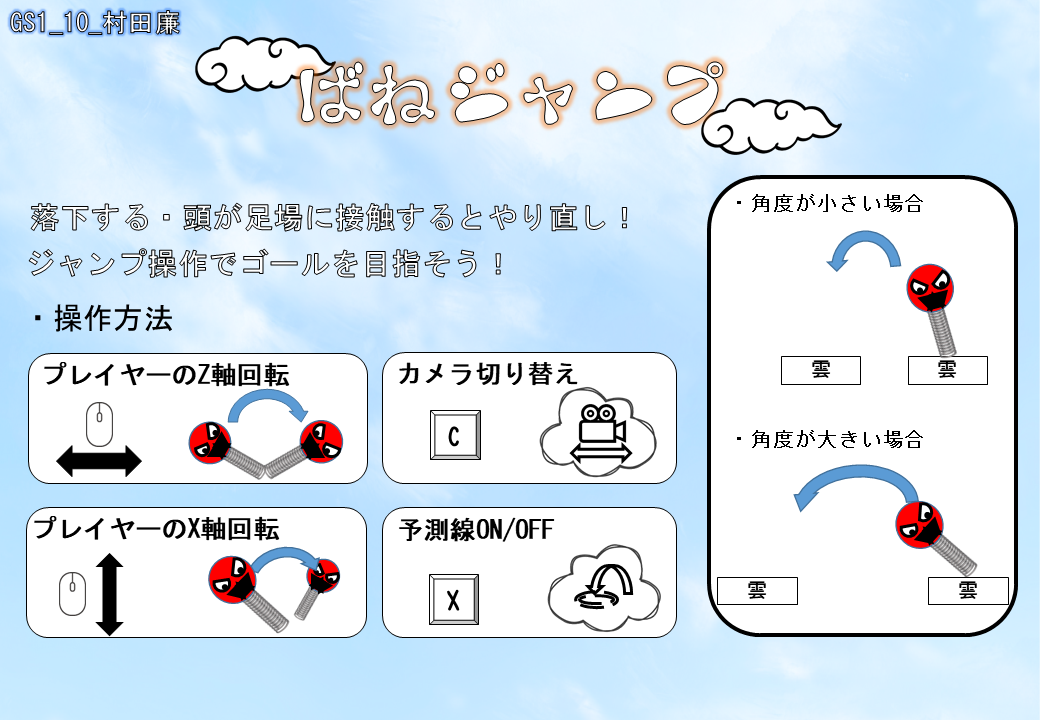 GS1_10_村田廉
ばねジャンプ
落下する・頭が足場に接触するとやり直し！
ジャンプ操作でゴールを目指そう！
・操作方法
プレイヤーのZ軸回転
カメラ切り替え
C
プレイヤーのX軸回転
予測線ON/OFF
X
・角度が小さい場合
雲
雲
・角度が大きい場合
雲
雲